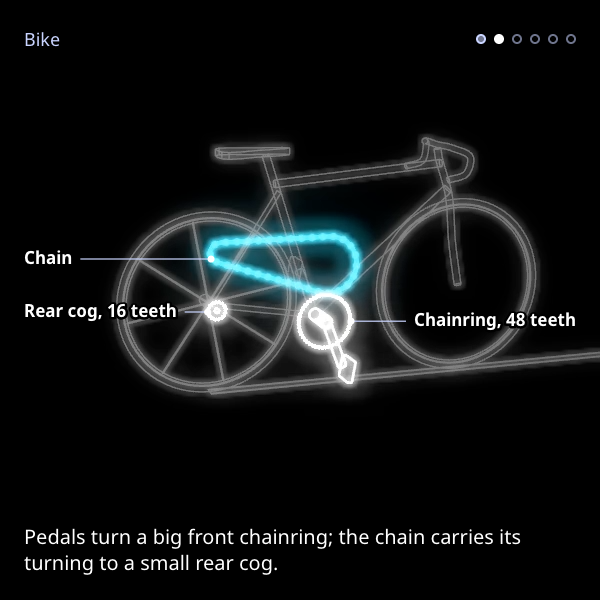 Bike
Chain
Rear cog, 16 teeth
Chainring, 48 teeth
Pedals turn a big front chainring; the chain carries its
turning to a small rear cog.